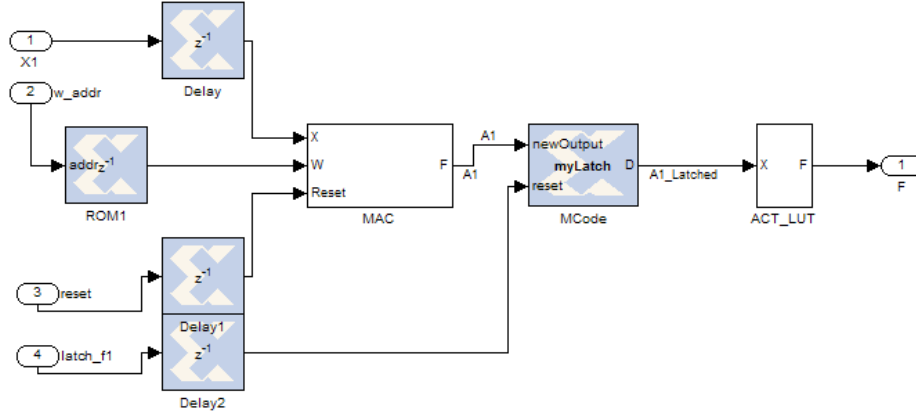 1
X1
z-1
Delay
2
w_addr
addr z-1
ROM1
X
W
Reset
F
MAC
A1
A1
newOutput
myLatch
reset
D
MCode
A1_Latched
X
F
ACT_LUT
1
F
3
reset
z-1
Delay1
4
latch_f1
z-1
Delay2